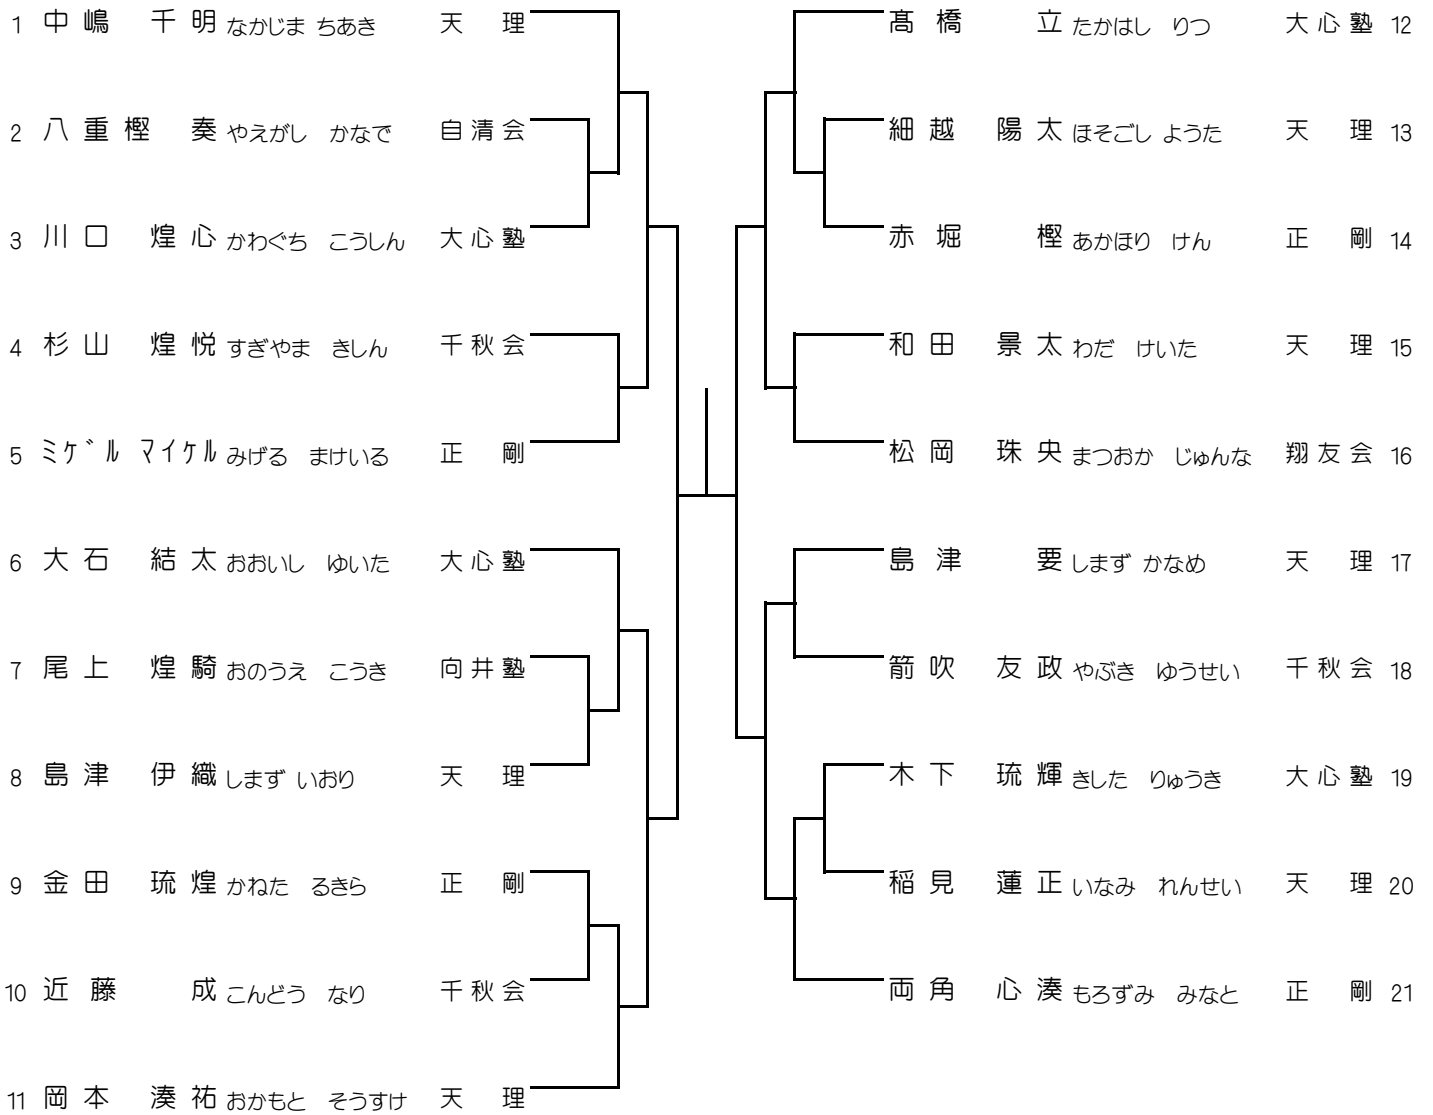 1 中嶋 千明 なかじま ちあき 天理
2 八重樫 奏 やえがし かなで 自清会
3 川口 煌心 かわぐち こうしん 大心塾
4 杉山 煌悦 すぎやま きしん 千秋会
5 ミゲル マイケル みげる まけいる 正剛
6 大石 結太 おおいし ゆいた 大心塾
7 尾上 煌騎 おのうえ こうき 向井塾
8 島津 伊織 しまず いおり 天理
9 金田 琉煌 かねた るきら 正剛
10 近藤 成 こんどう なり 千秋会
11 岡本 湊祐 おかもと そうすけ 天理
髙橋 立 たかはし りつ 大心塾 12
細越 陽太 ほそごし ようた 天理 13
赤堀 樫 あかほり けん 正剛 14
和田 景太 わだ けいた 天理 15
松岡 珠央 まつおか じゅんな 翔友会 16
島津 要 しまず かなめ 天理 17
箭吹 友政 やぶき ゆうせい 千秋会 18
木下 琉輝 きした りゅうき 大心塾 19
稲見 蓮正 いなみ れんせい 天理 20
両角 心湊 もろずみ みなと 正剛 21